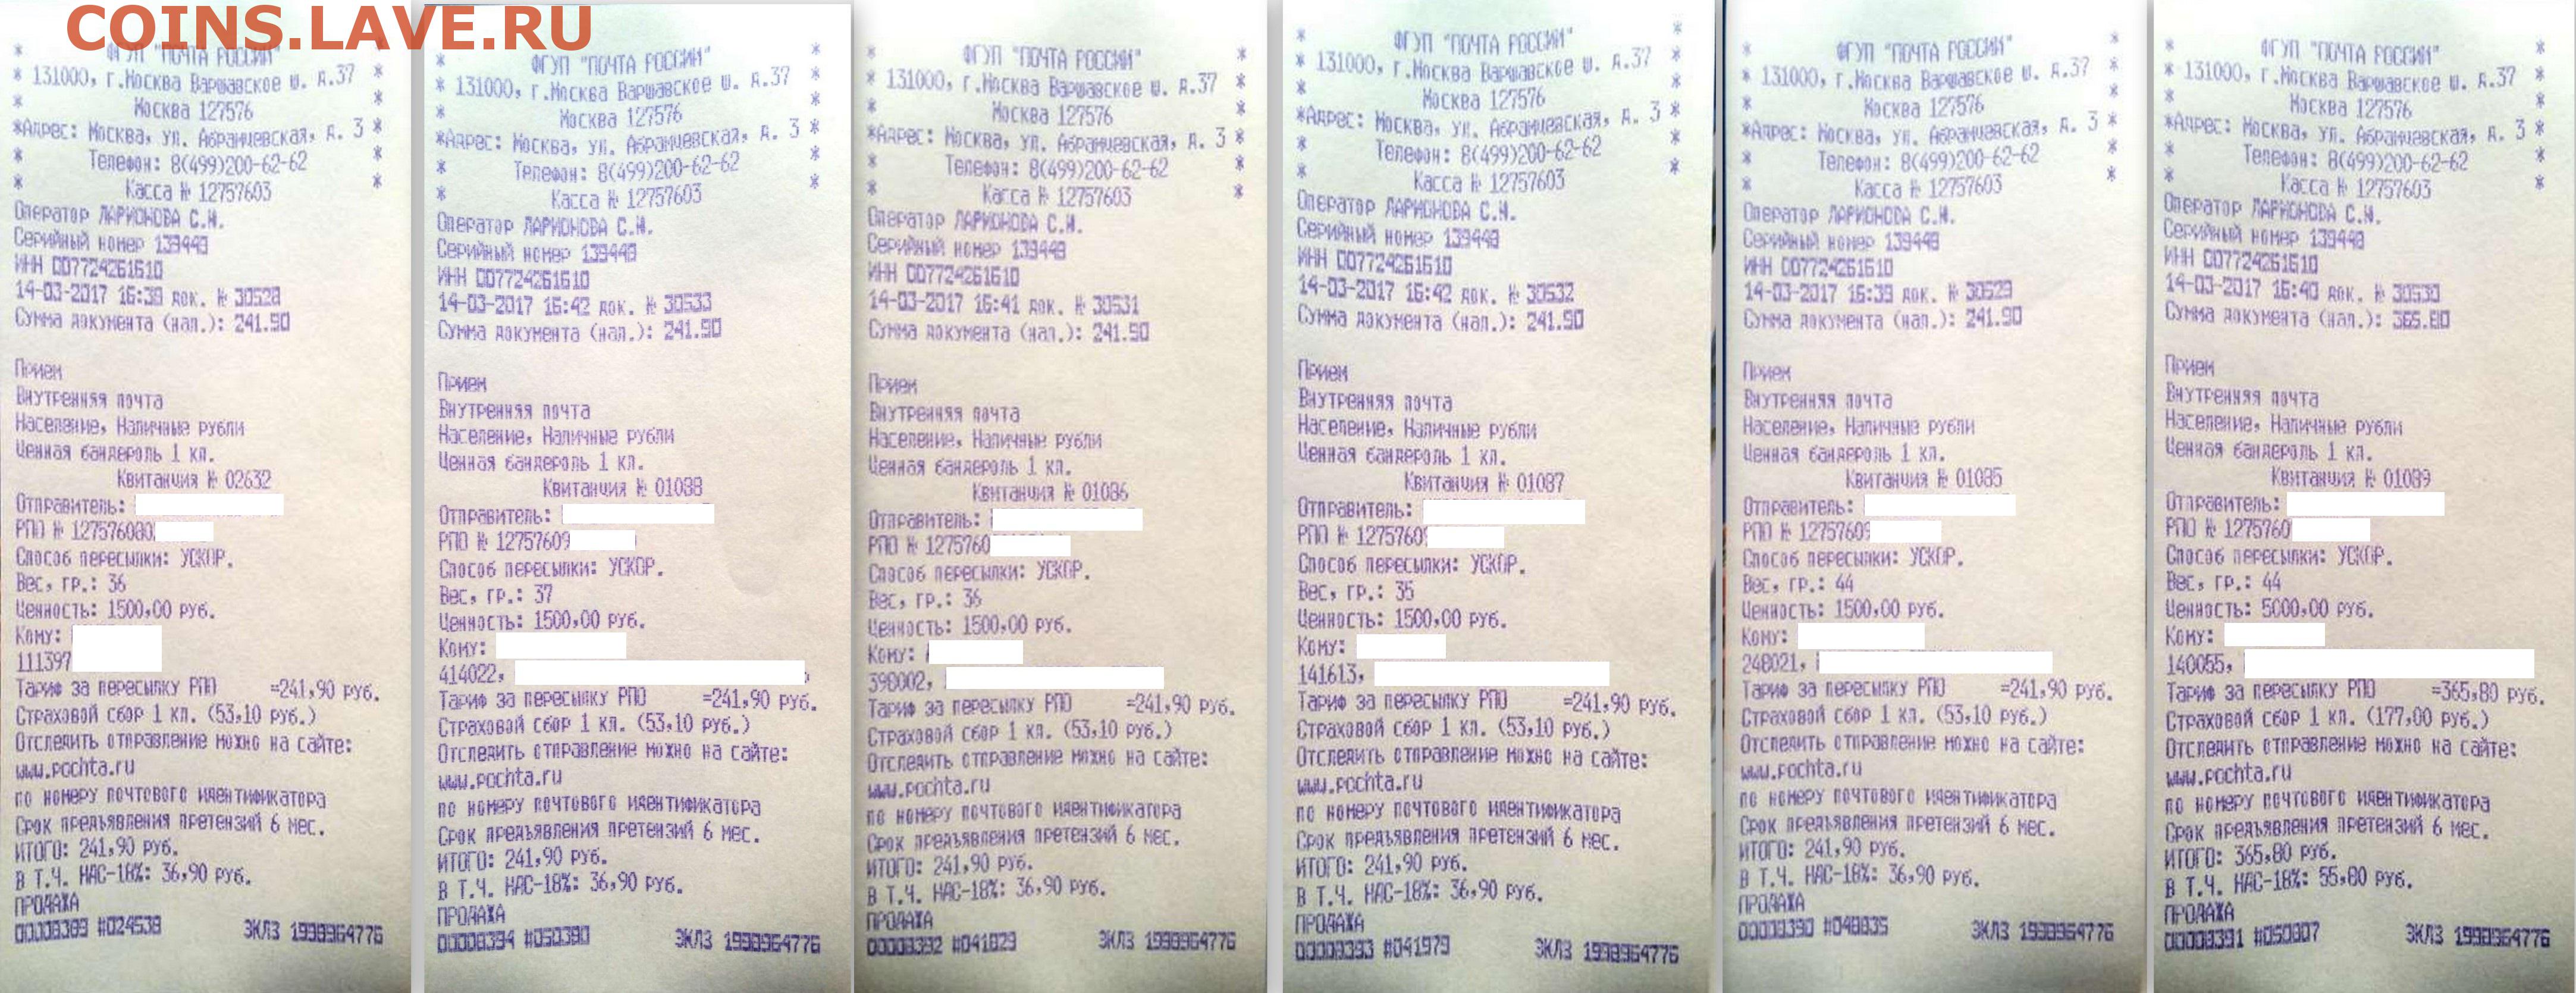 COINS.LAVE.RU
ФГУП "ПОЧТА РОССИИ"
* 131000, г.Москва Варшавское ш. д.37 *
Москва 127576
*Адрес: Москва, ул. Абрамцевская, д. 3 *
* Телефон: 8(499)200-62-62
* Касса № 12757603 *
Оператор ЛАРИОНОВА С.Н.
Серийный номер 139449
ИНН 007724261610
14-03-2017 16:39 док. № 30528
Сумма документа (нал.): 241.90
Прием
Внутренняя почта
Население, Наличные рубли
Ценная бандероль 1 кл.
Квитанция № 02632
Отправитель:
РПО № 127576080
Способ пересылки: УСКОР.
Вес, гр.: 36
Ценность: 1500,00 руб.
Кому:
111397
Тариф за пересылку РПО =241,90 руб.
Страховой сбор 1 кл. (53,10 руб.)
Отследить отправление можно на сайте:
www.pochta.ru
по номеру почтового идентификатора
Срок предъявления претензий 6 мес.
ИТОГО: 241,90 руб.
В Т.Ч. НДС-18%: 36,90 руб.
ПРОДАЖА
00008389 #024538 ЭКЛЗ 1998964776
ФГУП "ПОЧТА РОССИИ"
* 131000, г.Москва Варшавское ш. д.37 *
Москва 127576
*Адрес: Москва, ул. Абрамцевская, д. 3 *
* Телефон: 8(499)200-62-62
* Касса № 12757603 *
Оператор ЛАРИОНОВА С.Н.
Серийный номер 139449
ИНН 007724261610
14-03-2017 16:42 док. № 30533
Сумма документа (нал.): 241.90
Прием
Внутренняя почта
Население, Наличные рубли
Ценная бандероль 1 кл.
Квитанция № 01088
Отправитель:
РПО № 12757609
Способ пересылки: УСКОР.
Вес, гр.: 37
Ценность: 1500,00 руб.
Кому:
414022,
Тариф за пересылку РПО =241,90 руб.
Страховой сбор 1 кл. (53,10 руб.)
Отследить отправление можно на сайте:
www.pochta.ru
по номеру почтового идентификатора
Срок предъявления претензий 6 мес.
ИТОГО: 241,90 руб.
В Т.Ч. НДС-18%: 36,90 руб.
ПРОДАЖА
00008394 #050390 ЭКЛЗ 1998964776
ФГУП "ПОЧТА РОССИИ"
* 131000, г.Москва Варшавское ш. д.37 *
Москва 127576
*Адрес: Москва, ул. Абрамцевская, д. 3 *
* Телефон: 8(499)200-62-62
* Касса № 12757603 *
Оператор ЛАРИОНОВА С.Н.
Серийный номер 139449
ИНН 007724261610
14-03-2017 16:41 док. № 30531
Сумма документа (нал.): 241.90
Прием
Внутренняя почта
Население, Наличные рубли
Ценная бандероль 1 кл.
Квитанция № 01086
Отправитель:
РПО № 1275760
Способ пересылки: УСКОР.
Вес, гр.: 36
Ценность: 1500,00 руб.
Кому:
390002,
Тариф за пересылку РПО =241,90 руб.
Страховой сбор 1 кл. (53,10 руб.)
Отследить отправление можно на сайте:
www.pochta.ru
по номеру почтового идентификатора
Срок предъявления претензий 6 мес.
ИТОГО: 241,90 руб.
В Т.Ч. НДС-18%: 36,90 руб.
ПРОДАЖА
00008392 #041829 ЭКЛЗ 1998964776
ФГУП "ПОЧТА РОССИИ"
* 131000, г.Москва Варшавское ш. д.37 *
Москва 127576
*Адрес: Москва, ул. Абрамцевская, д. 3 *
* Телефон: 8(499)200-62-62
* Касса № 12757603 *
Оператор ЛАРИОНОВА С.Н.
Серийный номер 139449
ИНН 007724261610
14-03-2017 16:42 док. № 30532
Сумма документа (нал.): 241.90
Прием
Внутренняя почта
Население, Наличные рубли
Ценная бандероль 1 кл.
Квитанция № 01087
Отправитель:
РПО № 1275760
Способ пересылки: УСКОР.
Вес, гр.: 35
Ценность: 1500,00 руб.
Кому:
141613,
Тариф за пересылку РПО =241,90 руб.
Страховой сбор 1 кл. (53,10 руб.)
Отследить отправление можно на сайте:
www.pochta.ru
по номеру почтового идентификатора
Срок предъявления претензий 6 мес.
ИТОГО: 241,90 руб.
В Т.Ч. НДС-18%: 36,90 руб.
ПРОДАЖА
00008393 #041979 ЭКЛЗ 1998964776
ФГУП "ПОЧТА РОССИИ"
* 131000, г.Москва Варшавское ш. д.37 *
Москва 127576
*Адрес: Москва, ул. Абрамцевская, д. 3 *
* Телефон: 8(499)200-62-62
* Касса № 12757603 *
Оператор ЛАРИОНОВА С.Н.
Серийный номер 139449
ИНН 007724261610
14-03-2017 16:39 док. № 30529
Сумма документа (нал.): 241.90
Прием
Внутренняя почта
Население, Наличные рубли
Ценная бандероль 1 кл.
Квитанция № 01085
Отправитель:
РПО № 12757609
Способ пересылки: УСКОР.
Вес, гр.: 44
Ценность: 1500,00 руб.
Кому:
248021,
Тариф за пересылку РПО =241,90 руб.
Страховой сбор 1 кл. (53,10 руб.)
Отследить отправление можно на сайте:
www.pochta.ru
по номеру почтового идентификатора
Срок предъявления претензий 6 мес.
ИТОГО: 241,90 руб.
В Т.Ч. НДС-18%: 36,90 руб.
ПРОДАЖА
00008390 #048835 ЭКЛЗ 1998964776
ФГУП "ПОЧТА РОССИИ"
* 131000, г.Москва Варшавское ш. д.37 *
Москва 127576
*Адрес: Москва, ул. Абрамцевская, д. 3 *
* Телефон: 8(499)200-62-62
* Касса № 12757603 *
Оператор ЛАРИОНОВА С.Н.
Серийный номер 139449
ИНН 007724261610
14-03-2017 16:40 док. № 30530
Сумма документа (нал.): 365.80
Прием
Внутренняя почта
Население, Наличные рубли
Ценная бандероль 1 кл.
Квитанция № 01089
Отправитель:
РПО № 1275760
Способ пересылки: УСКОР.
Вес, гр.: 44
Ценность: 5000,00 руб.
Кому:
140055,
Тариф за пересылку РПО =365,80 руб.
Страховой сбор 1 кл. (177,00 руб.)
Отследить отправление можно на сайте:
www.pochta.ru
по номеру почтового идентификатора
Срок предъявления претензий 6 мес.
ИТОГО: 365,80 руб.
В Т.Ч. НДС-18%: 55,80 руб.
ПРОДАЖА
00008391 #050807 ЭКЛЗ 1998964776